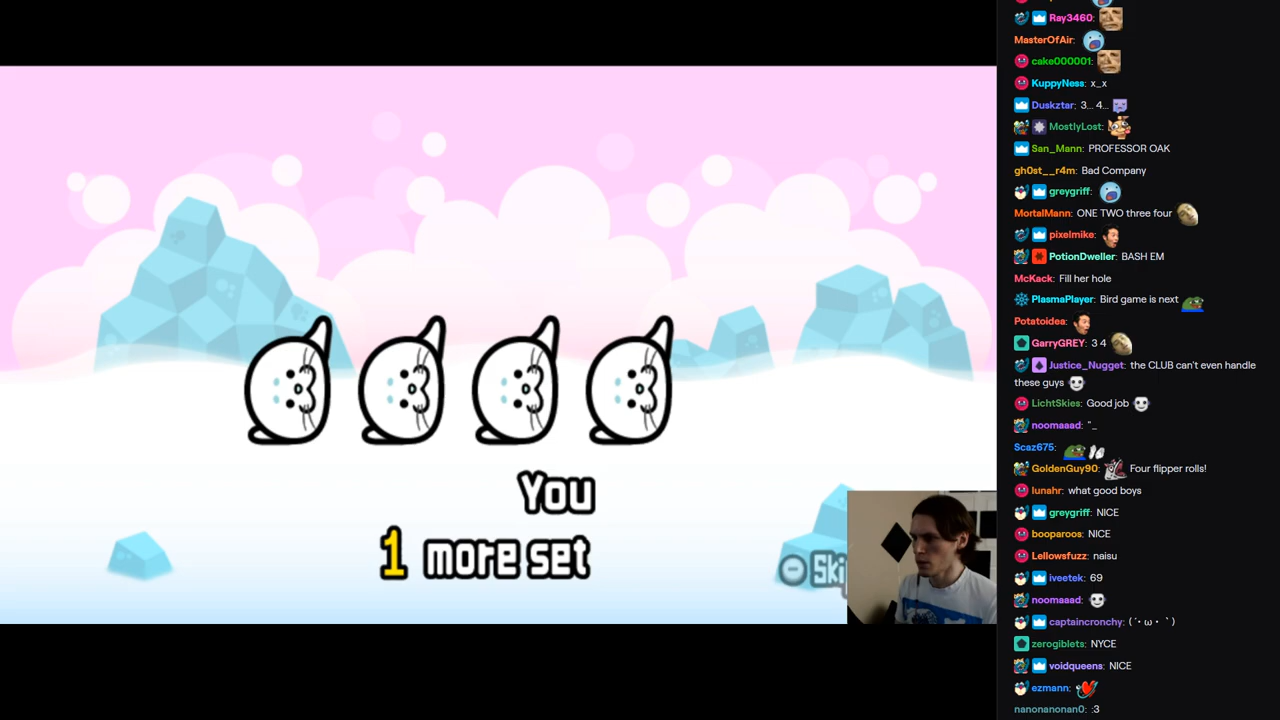 You
1 more set
Ski
Ray3460:
MasterOfAir:
cake000001:
KuppyNess: x_x
Duskztar: 3... 4...
MostlyLost:
San_Mann: PROFESSOR OAK
gh0st__r4m: Bad Company
greygriff:
MortalMann: ONE TWO three four
pixelmike:
PotionDweller: BASH EM
McKack: Fill her hole
PlasmaPlayer: Bird game is next
Potatoidea:
GarryGREY: 3 4
Justice_Nugget: the CLUB can't even handle
these guys
LichtSkies: Good job
noomaaad: "_
Scaz675:
GoldenGuy90: Four flipper rolls!
lunahr: what good boys
greygriff: NICE
booparoos: NICE
Lellowsfuzz: naisu
iveetek: 69
noomaaad:
captaincronchy: (´・ω・｀)
zerogiblets: NYCE
voidqueens: NICE
ezmann:
nanonanonan0: :3